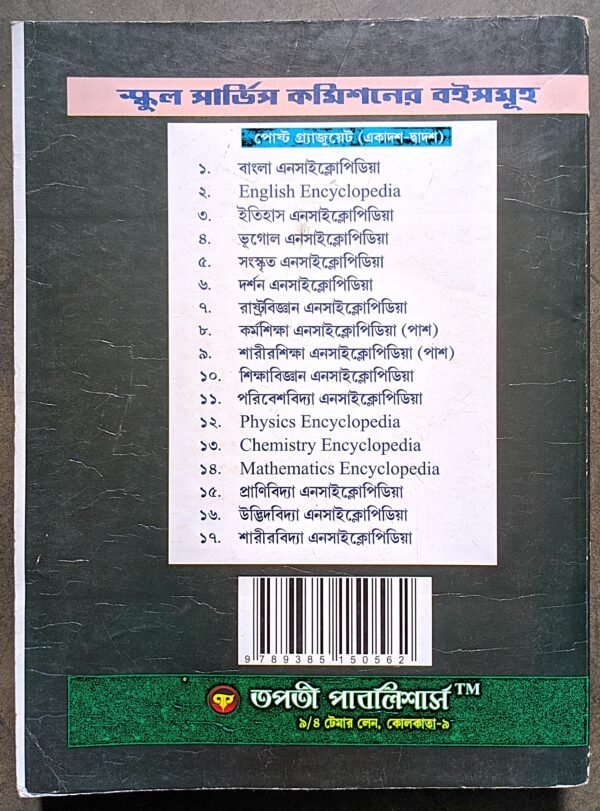 স্কুল সার্ভিস কমিশনের বইসমূহ
পোষ্ট গ্র্যাজুয়েট (একাদশ-দ্বাদশ)
১. বাংলা এনসাইক্লোপিডিয়া
২. English Encyclopedia
৩. ইতিহাস এনসাইক্লোপিডিয়া
৪. ভূগোল এনসাইক্লোপিডিয়া
৫. সংস্কৃত এনসাইক্লোপিডিয়া
৬. দর্শন এনসাইক্লোপিডিয়া
৭. রাষ্ট্রবিজ্ঞান এনসাইক্লোপিডিয়া
৮. কর্মশিক্ষা এনসাইক্লোপিডিয়া (পাশ)
৯. শারীরশিক্ষা এনসাইক্লোপিডিয়া (পাশ)
১০. শিক্ষাবিজ্ঞান এনসাইক্লোপিডিয়া
১১. পরিবেশবিদ্যা এনসাইক্লোপিডিয়া
১২. Physics Encyclopedia
১৩. Chemistry Encyclopedia
১৪. Mathematics Encyclopedia
১৫. প্রাণিবিদ্যা এনসাইক্লোপিডিয়া
১৬. উদ্ভিদবিদ্যা এনসাইক্লোপিডিয়া
১৭. শারীরবিদ্যা এনসাইক্লোপিডিয়া
9 789385 150562
তপতী পাবলিশার্স™
৯/৪ টেমার লেন, কোলকাতা-৯